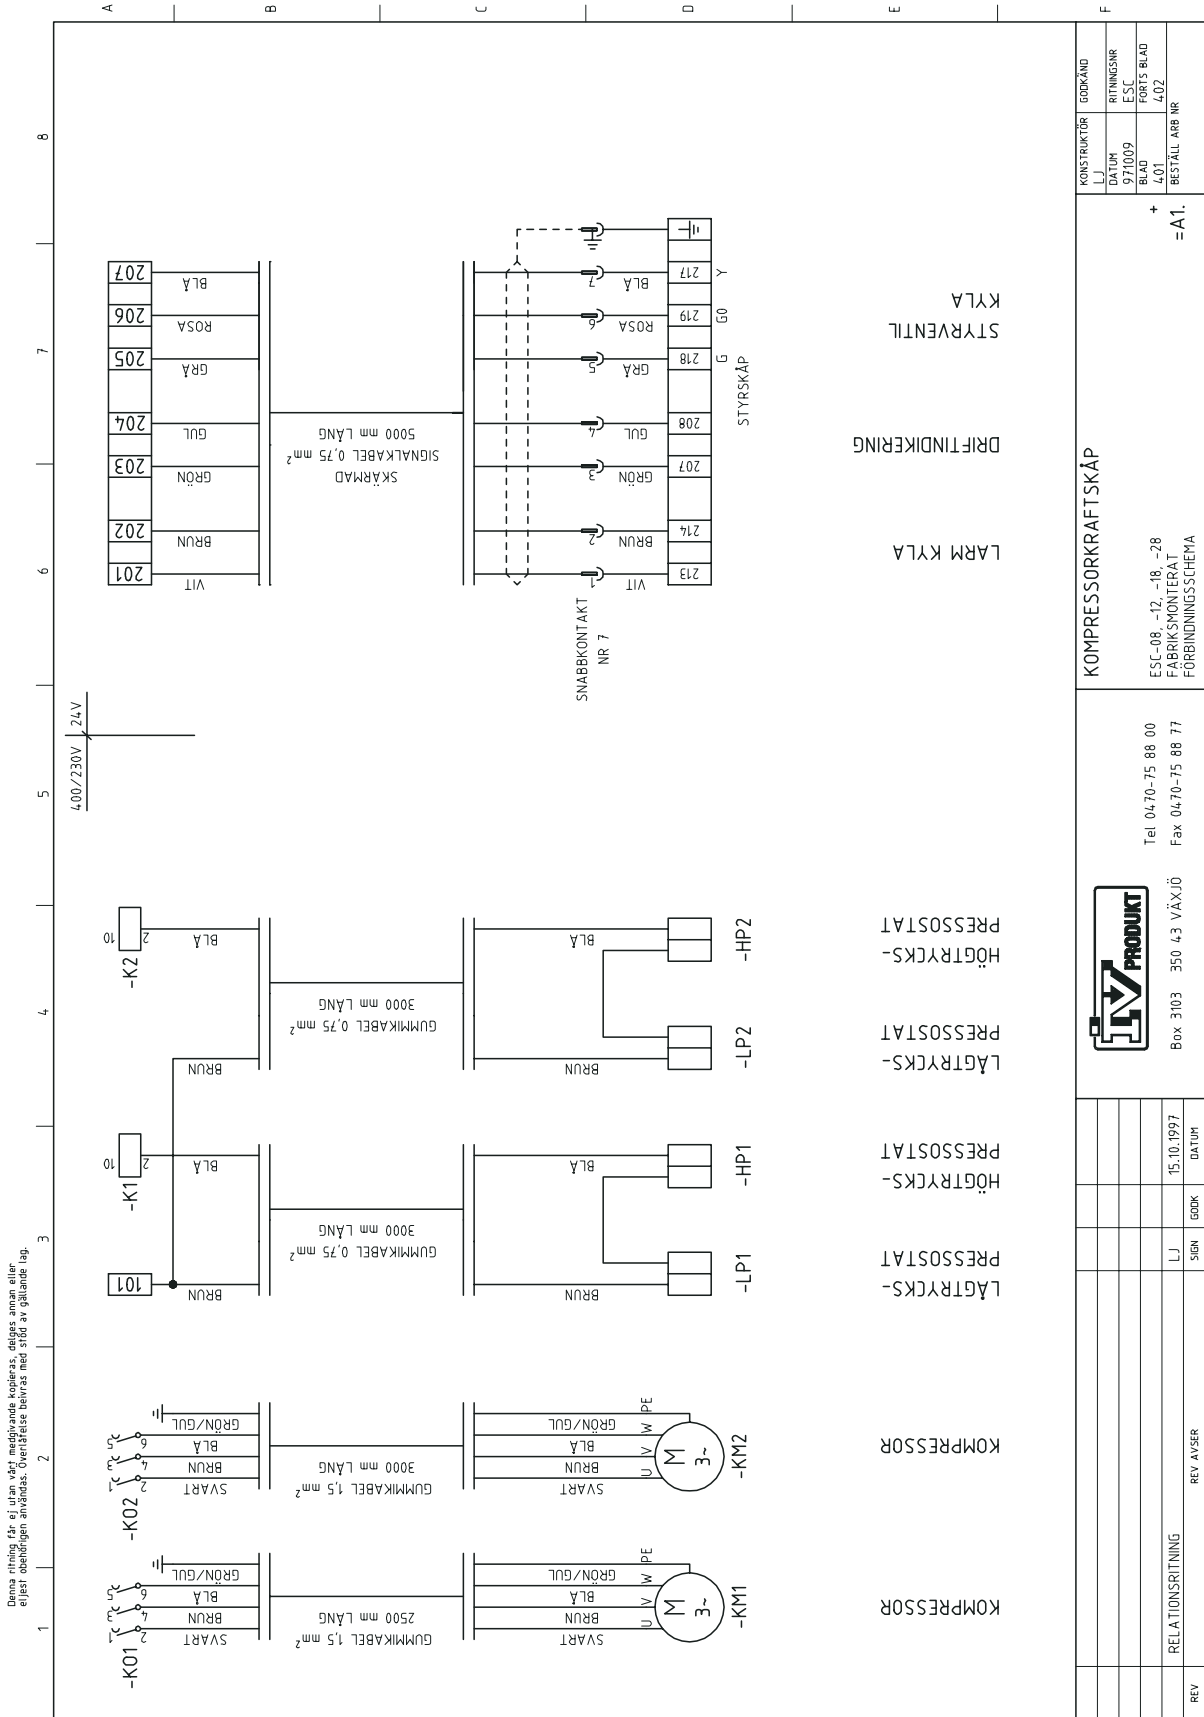 Denna ritning får ej utan vårt medgivande kopieras, delges annan eller
eljest obehörigen användas. Överträdelse beivras med stöd av gällande lag.
1 2 3 4 5 6 7 8
A B C D E F
400/230V 24V
-K01
1 3 5
2 4 6
SVART
BRUN
BLÅ
GRÖN/GUL
GUMMIKABEL 1,5 mm²
2500 mm LÅNG
SVART
BRUN
BLÅ
GRÖN/GUL
U V W PE
M
3~
-KM1
KOMPRESSOR
-K02
1 3 5
2 4 6
SVART
BRUN
BLÅ
GRÖN/GUL
GUMMIKABEL 1,5 mm²
3000 mm LÅNG
SVART
BRUN
BLÅ
GRÖN/GUL
U V W PE
M
3~
-KM2
KOMPRESSOR
101
-K1
10
2
BRUN
BLÅ
GUMMIKABEL 0,75 mm²
3000 mm LÅNG
BRUN
BLÅ
-LP1
-HP1
LÅGTRYCKS-
PRESSOSTAT
HÖGTRYCKS-
PRESSOSTAT
-K2
10
2
BRUN
BLÅ
GUMMIKABEL 0,75 mm²
3000 mm LÅNG
BRUN
BLÅ
-LP2
-HP2
LÅGTRYCKS-
PRESSOSTAT
HÖGTRYCKS-
PRESSOSTAT
201 202 203 204 205 206 207
VIT BRUN GRÖN GUL GRÅ ROSA BLÅ
SKÄRMAD
SIGNALKABEL 0,75 mm²
5000 mm LÅNG
SNABBKONTAKT
NR 7
1 2 3 4 5 6 7
VIT BRUN GRÖN GUL GRÅ ROSA BLÅ
213 214 207 208 218 219 217
G G0 Y
STYRSKÅP
LARM KYLA
DRIFTINDIKERING
STYRVENTIL
KYLA
REV
REV AVSER
SIGN
GODK
DATUM
RELATIONSRITNING
LJ
15.10.1997
IV PRODUKT
Box 3103 350 43 VÄXJÖ
Tel 0470-75 88 00
Fax 0470-75 88 77
KOMPRESSORKRAFTSKÅP
ESC-08, -12, -18, -28
FABRIKSMONTERAT
FÖRBINDNINGSSCHEMA
+
=A1.
KONSTRUKTÖR
LJ
GODKÄND
DATUM
971009
RITNINGSNR
ESC
BLAD
401
FORTS BLAD
402
BESTÄLL ARB NR